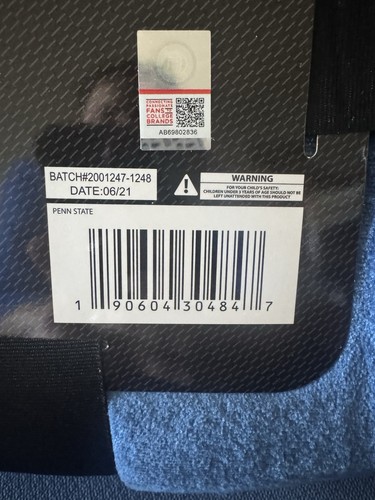 CONNECTING
PASSIONATE
FANS
TO
COLLEGE
BRANDS
AB69802836
BATCH#2001247-1248
DATE:06/21
WARNING
FOR YOUR CHILD'S SAFETY:
CHILDREN UNDER 3 YEARS OF AGE SHOULD NOT BE
LEFT UNATTENDED WITH THIS PRODUCT
PENN STATE
1 90604 30484 7